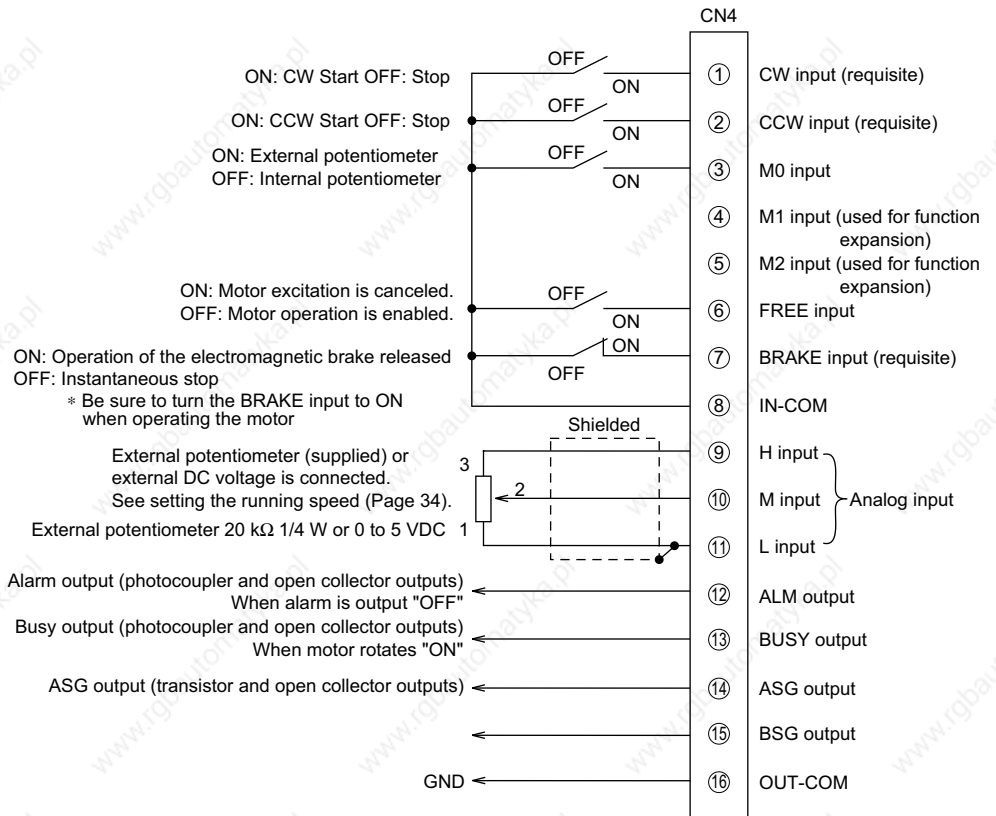 CN4
ON: CW Start OFF: Stop
OFF
ON
① CW input (requisite)
ON: CCW Start OFF: Stop
OFF
ON
② CCW input (requisite)
ON: External potentiometer
OFF: Internal potentiometer
OFF
ON
③ M0 input
④ M1 input (used for function
expansion)
⑤ M2 input (used for function
expansion)
ON: Motor excitation is canceled.
OFF: Motor operation is enabled.
OFF
ON
⑥ FREE input
ON: Operation of the electromagnetic brake released
OFF: Instantaneous stop
* Be sure to turn the BRAKE input to ON
when operating the motor
ON
OFF
⑦ BRAKE input (requisite)
⑧ IN-COM
Shielded
External potentiometer (supplied) or
external DC voltage is connected.
See setting the running speed (Page 34).
External potentiometer 20 kΩ 1/4 W or 0 to 5 VDC
3
2
1
⑨ H input
⑩ M input
⑪ L input
Analog input
Alarm output (photocoupler and open collector outputs)
When alarm is output "OFF"
⑫ ALM output
Busy output (photocoupler and open collector outputs)
When motor rotates "ON"
⑬ BUSY output
ASG output (transistor and open collector outputs)
⑭ ASG output
⑮ BSG output
GND
⑯ OUT-COM
www.rgbautomatyka.pl